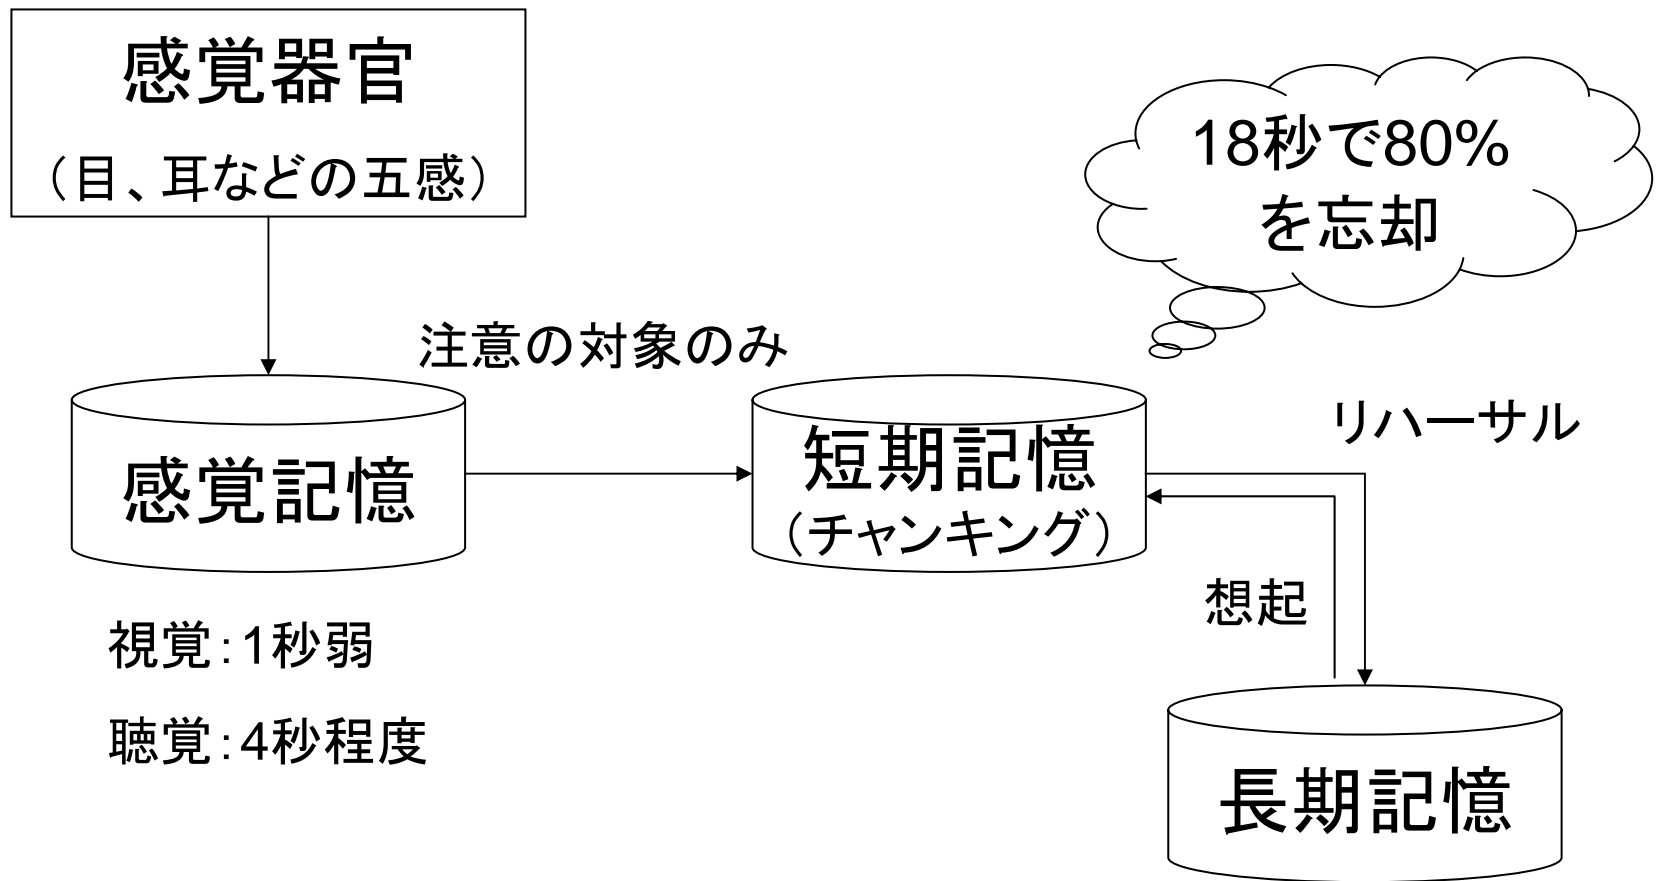 感覚器官
（目、耳などの五感）
18秒で80%
を忘却
注意の対象のみ
リハーサル
感覚記憶
短期記憶
（チャンキング）
想起
視覚：1秒弱
聴覚：4秒程度
長期記憶